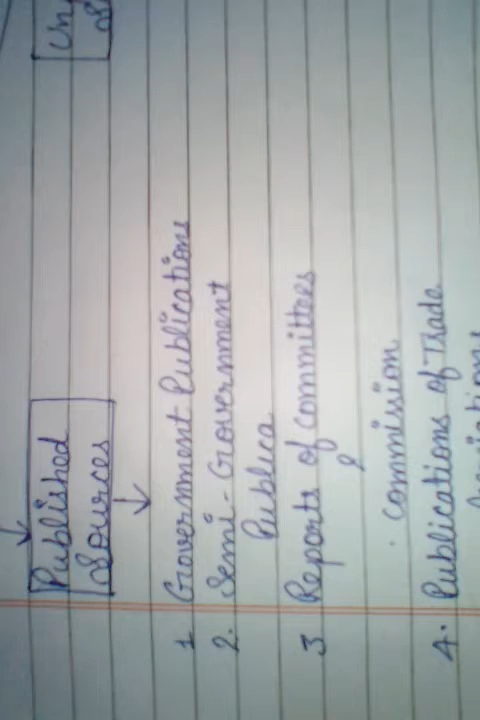 Published
Sources
1 Government Publications
2. Semi-Government
Publica
3 Reports of committees
&
commission
4. Publications of Trade